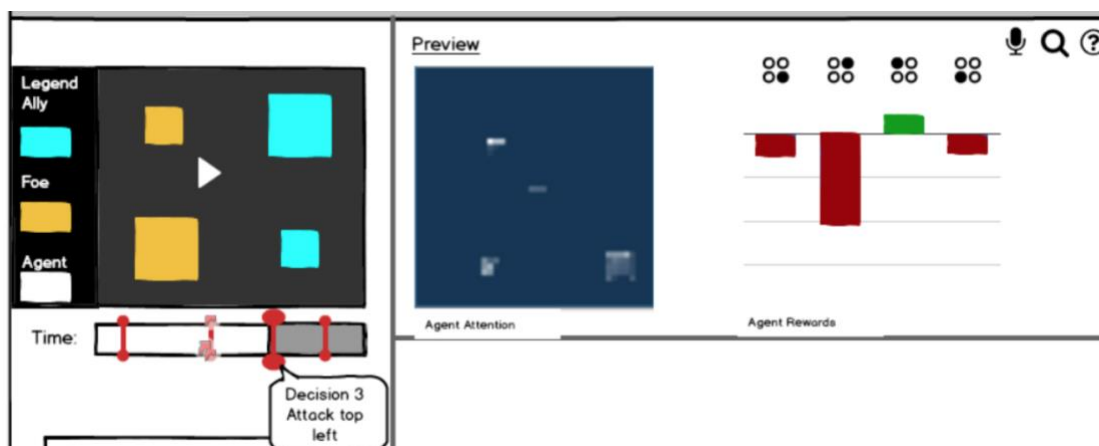 Legend
Ally
Foe
Agent
Time:
Decision 3
Attack top
left
Preview
Agent Attention
Agent Rewards
?